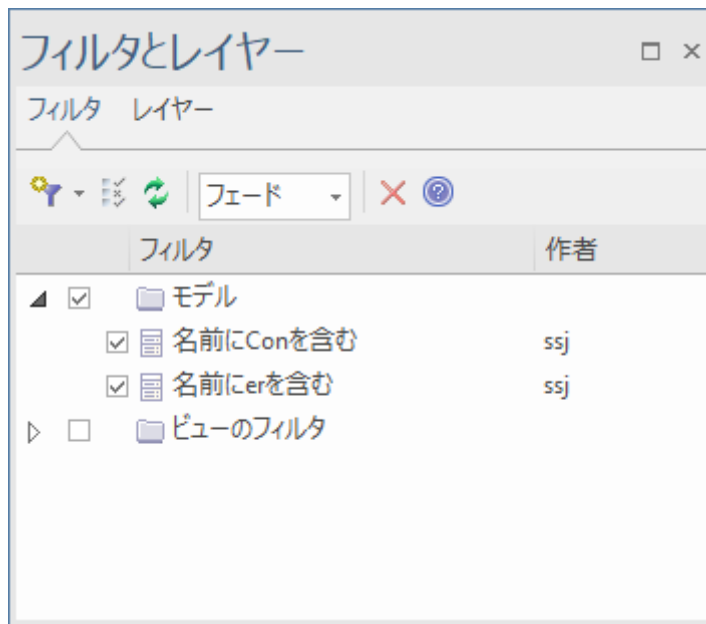 フィルタとレイヤー
フィルタ レイヤー
フェード
フィルタ 作者
モデル
名前にConを含む ssj
名前にerを含む ssj
ビューのフィルタ